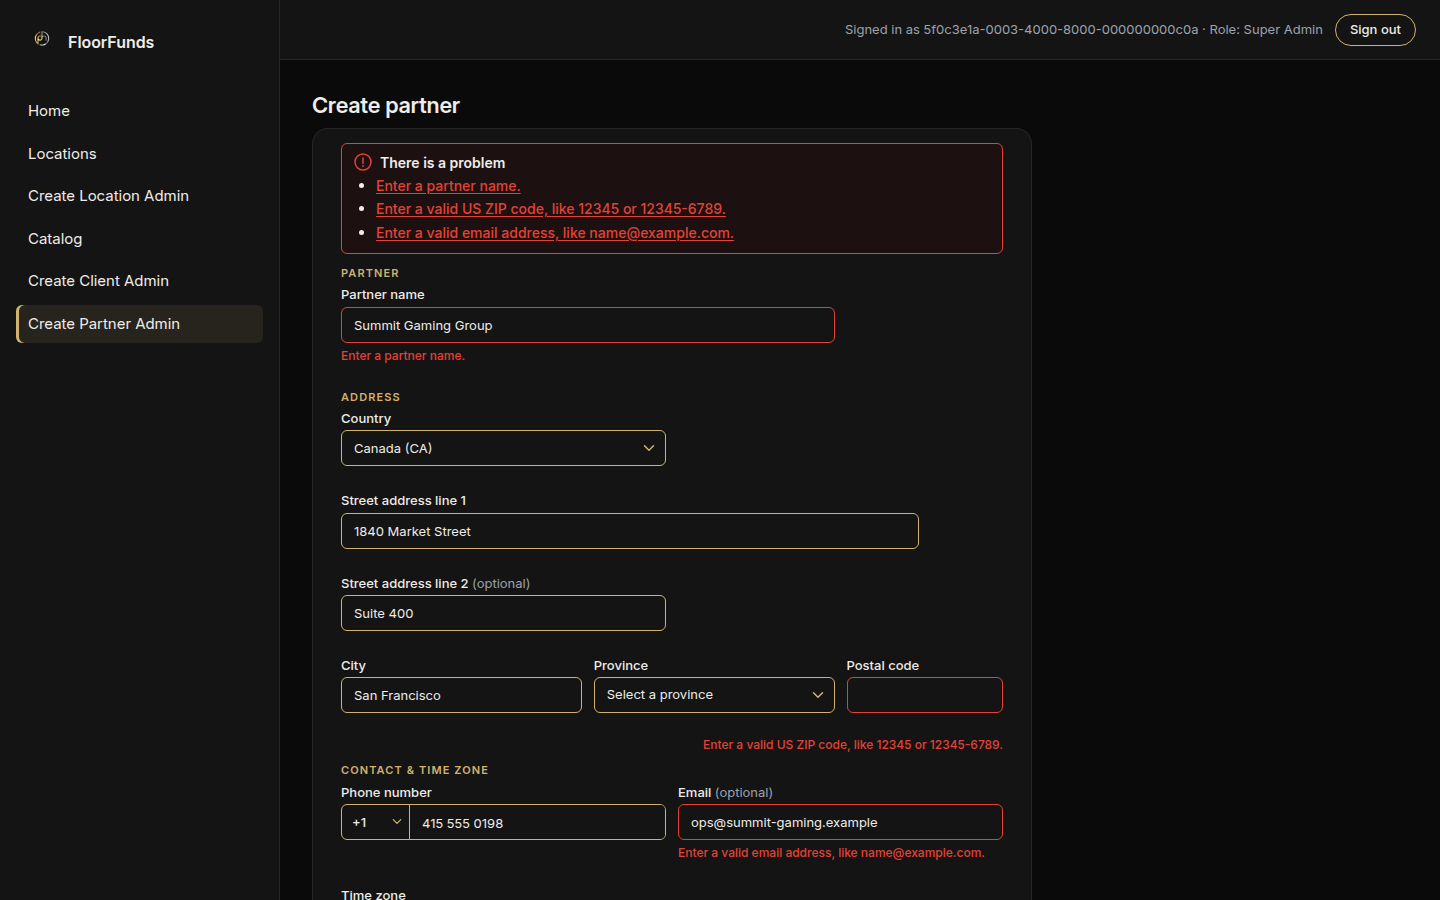 FloorFunds
Signed in as 5f0c3e1a-0003-4000-8000-000000000c0a · Role: Super Admin
Sign out
Home
Locations
Create Location Admin
Catalog
Create Client Admin
Create Partner Admin
Create partner
There is a problem
Enter a partner name.
Enter a valid US ZIP code, like 12345 or 12345-6789.
Enter a valid email address, like name@example.com.
PARTNER
Partner name
Summit Gaming Group
Enter a partner name.
ADDRESS
Country
Canada (CA)
Street address line 1
1840 Market Street
Street address line 2 (optional)
Suite 400
City Province Postal code
San Francisco Select a province
Enter a valid US ZIP code, like 12345 or 12345-6789.
CONTACT & TIME ZONE
Phone number Email (optional)
+1 415 555 0198 ops@summit-gaming.example
Enter a valid email address, like name@example.com.
Time zone